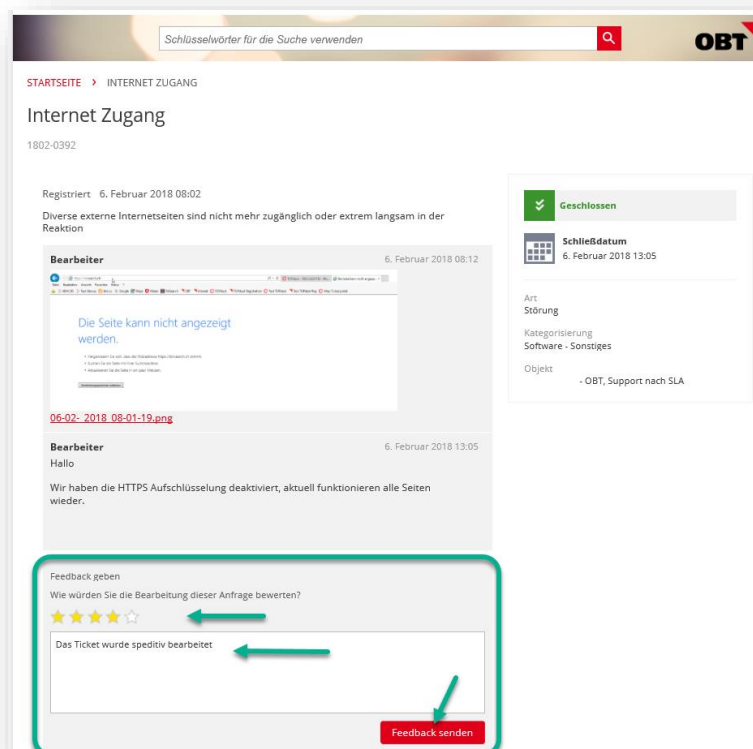 Schlüsselwörter für die Suche verwenden
OBT
STARTSEITE > INTERNET ZUGANG
Internet Zugang
1802-0392
Registriert 6. Februar 2018 08:02
Diverse externe Internetseiten sind nicht mehr zugänglich oder extrem langsam in der
Reaktion
Bearbeiter 6. Februar 2018 08:12
Die Seite kann nicht angezeigt
werden.
06-02-_2018_08-01-19.png
Bearbeiter 6. Februar 2018 13:05
Hallo
Wir haben die HTTPS Aufschlüsselung deaktiviert, aktuell funktionieren alle Seiten
wieder.
Feedback geben
Wie würden Sie die Bearbeitung dieser Anfrage bewerten?
Das Ticket wurde speditiv bearbeitet
Feedback senden
Geschlossen
Schließdatum
6. Februar 2018 13:05
Art
Störung
Kategorisierung
Software - Sonstiges
Objekt
- OBT, Support nach SLA